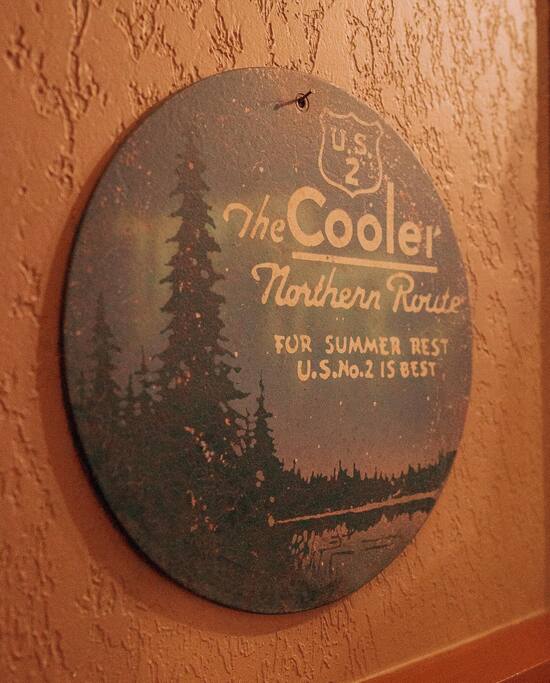 U.S.
2
The Cooler
Northern Route
FOR SUMMER REST
U.S.No.2 IS BEST